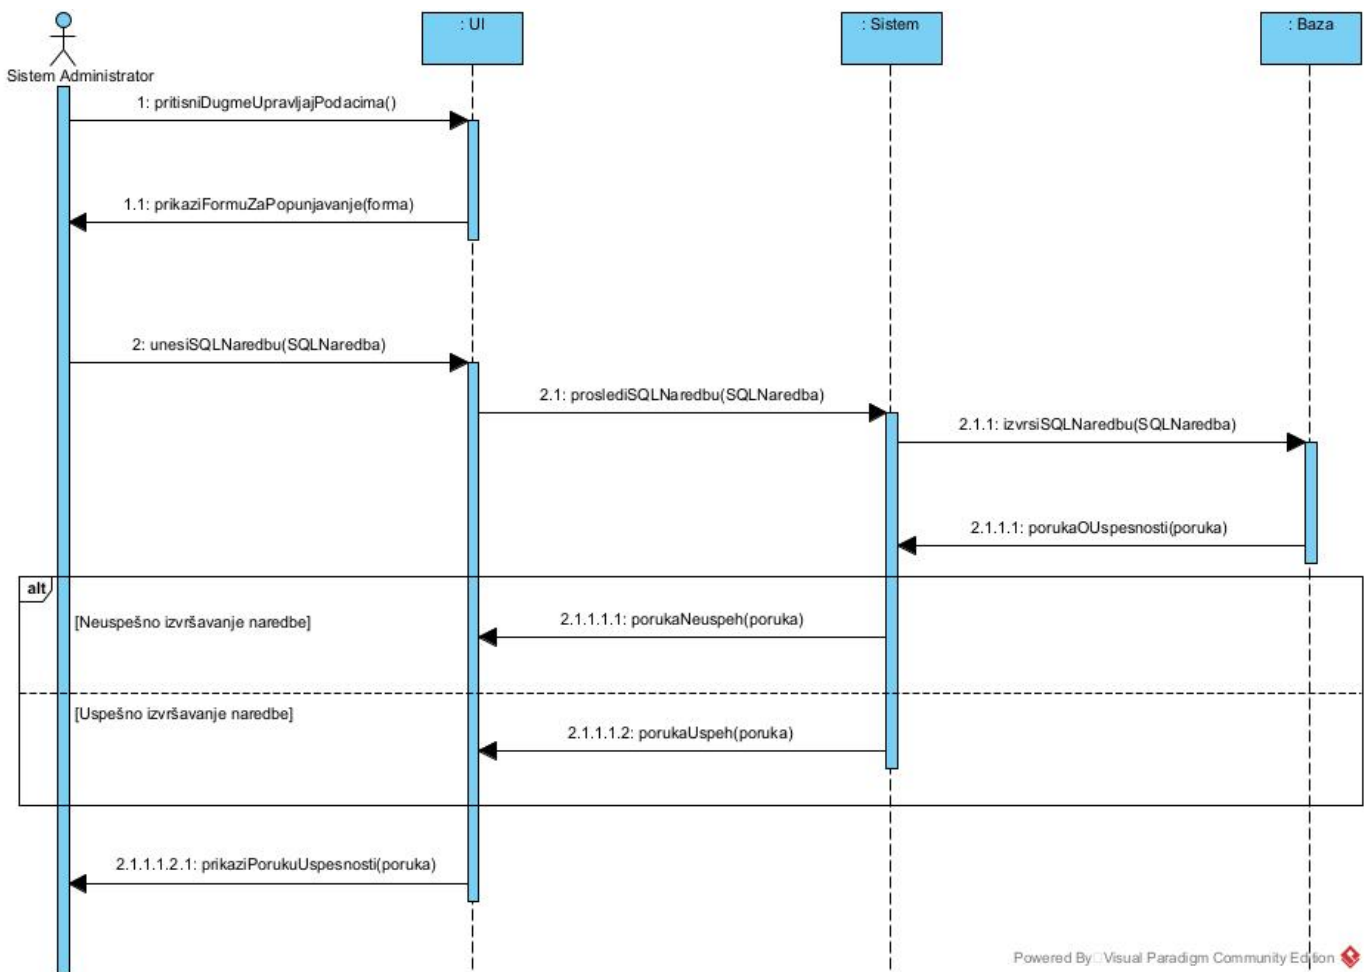 : UI
: Sistem
: Baza
Sistem Administrator
1: pritisniDugmeUpravljajPodacima()
1.1: prikaziFormuZaPopunjavanje(forma)
2: unesiSQLNaredbu(SQLNaredba)
2.1: proslediSQLNaredbu(SQLNaredba)
2.1.1: izvrsiSQLNaredbu(SQLNaredba)
2.1.1.1: porukaOUspesnosti(poruka)
alt
[Neuspešno izvršavanje naredbe]
2.1.1.1.1: porukaNeuspeh(poruka)
[Uspešno izvršavanje naredbe]
2.1.1.1.2: porukaUspeh(poruka)
2.1.1.1.2.1: prikaziPorukuUspesnosti(poruka)
Powered By Visual Paradigm Community Edition